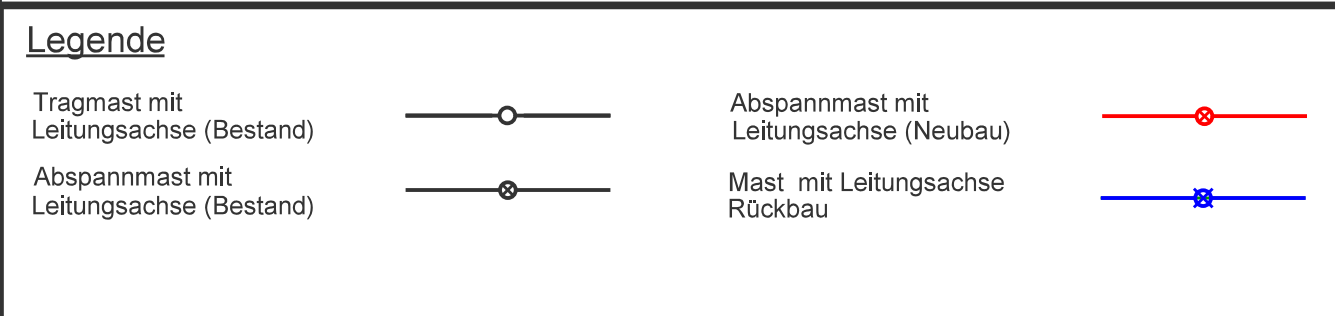 Legende
Tragmast mit
Leitungsachse (Bestand)
Abspannmast mit
Leitungsachse (Bestand)
Abspannmast mit
Leitungsachse (Neubau)
Mast  mit Leitungsachse
Rückbau